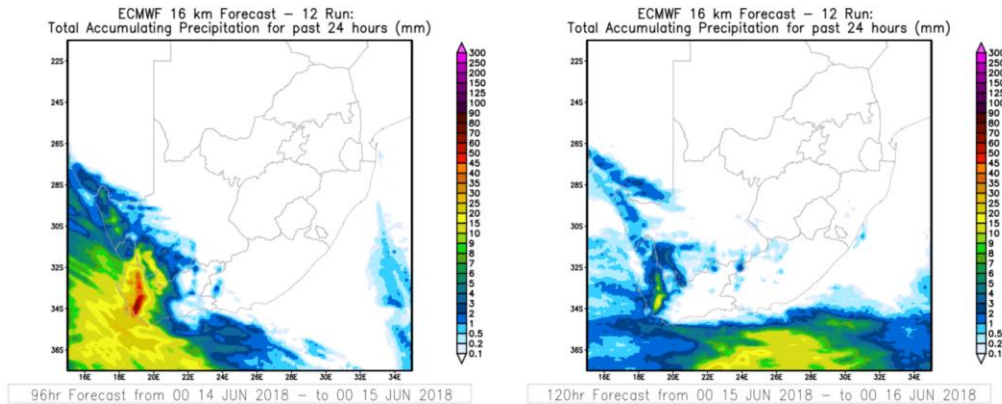 ECMWF 16 km Forecast – 12 Run:
Total Accumulating Precipitation for past 24 hours (mm)
22S
24S
26S
28S
30S
32S
34S
36S
16E 18E 20E 22E 24E 26E 28E 30E 32E 34E
300
250
200
150
125
100
90
80
70
60
50
45
40
35
30
25
20
15
10
9
8
7
6
5
4
3
2
1
0.5
0.2
0.1
96hr Forecast from 00 14 JUN 2018 – to 00 15 JUN 2018
ECMWF 16 km Forecast – 12 Run:
Total Accumulating Precipitation for past 24 hours (mm)
22S
24S
26S
28S
30S
32S
34S
36S
16E 18E 20E 22E 24E 26E 28E 30E 32E 34E
300
250
200
150
125
100
90
80
70
60
50
45
40
35
30
25
20
15
10
9
8
7
6
5
4
3
2
1
0.5
0.2
0.1
120hr Forecast from 00 15 JUN 2018 – to 00 16 JUN 2018